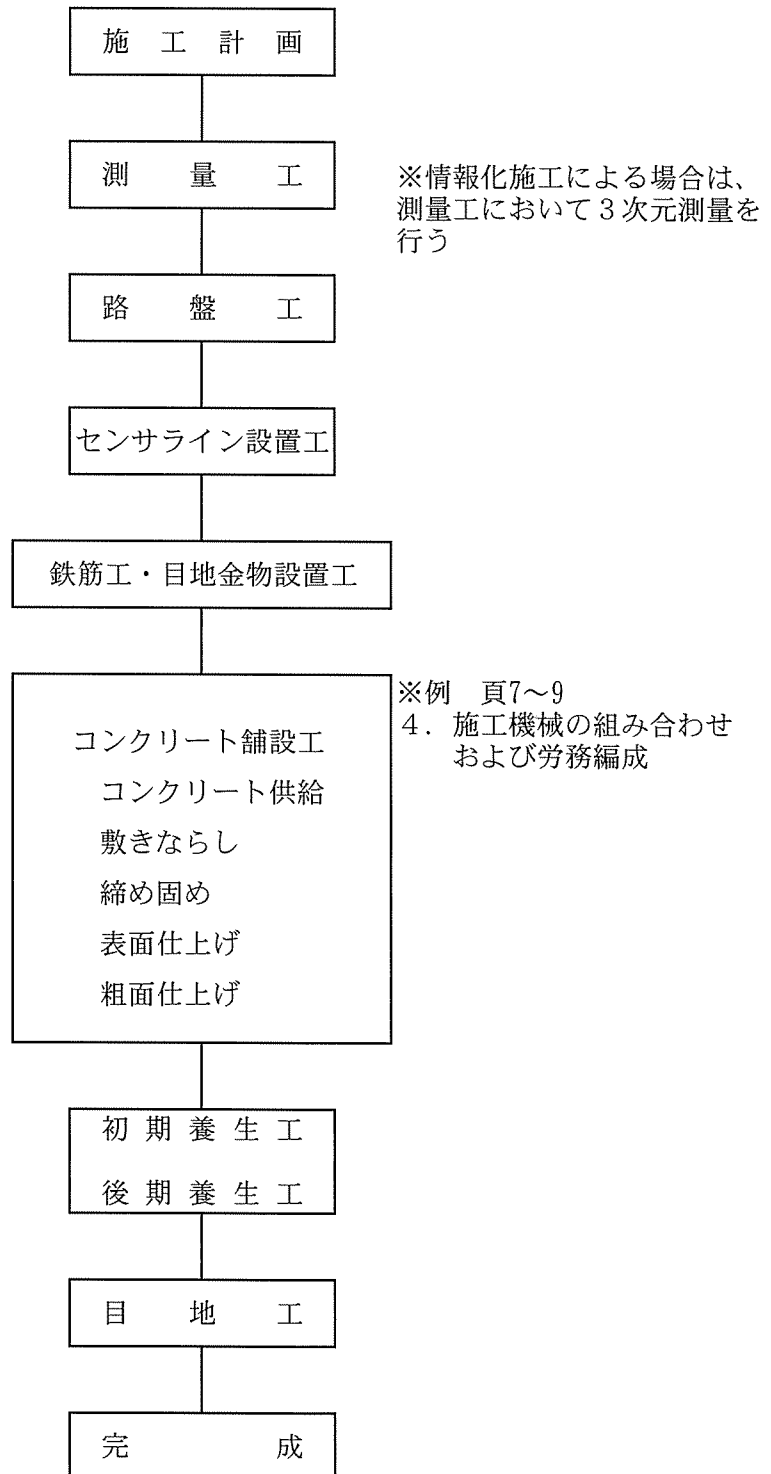 施工計画
測量工
※情報化施工による場合は、
測量工において３次元測量を
行う
路盤工
センサライン設置工
鉄筋工・目地金物設置工
※例　頁7～9
４．施工機械の組み合わせ
および労務編成
コンクリート舗設工
コンクリート供給
敷きならし
締め固め
表面仕上げ
粗面仕上げ
初期養生工
後期養生工
目地工
完成